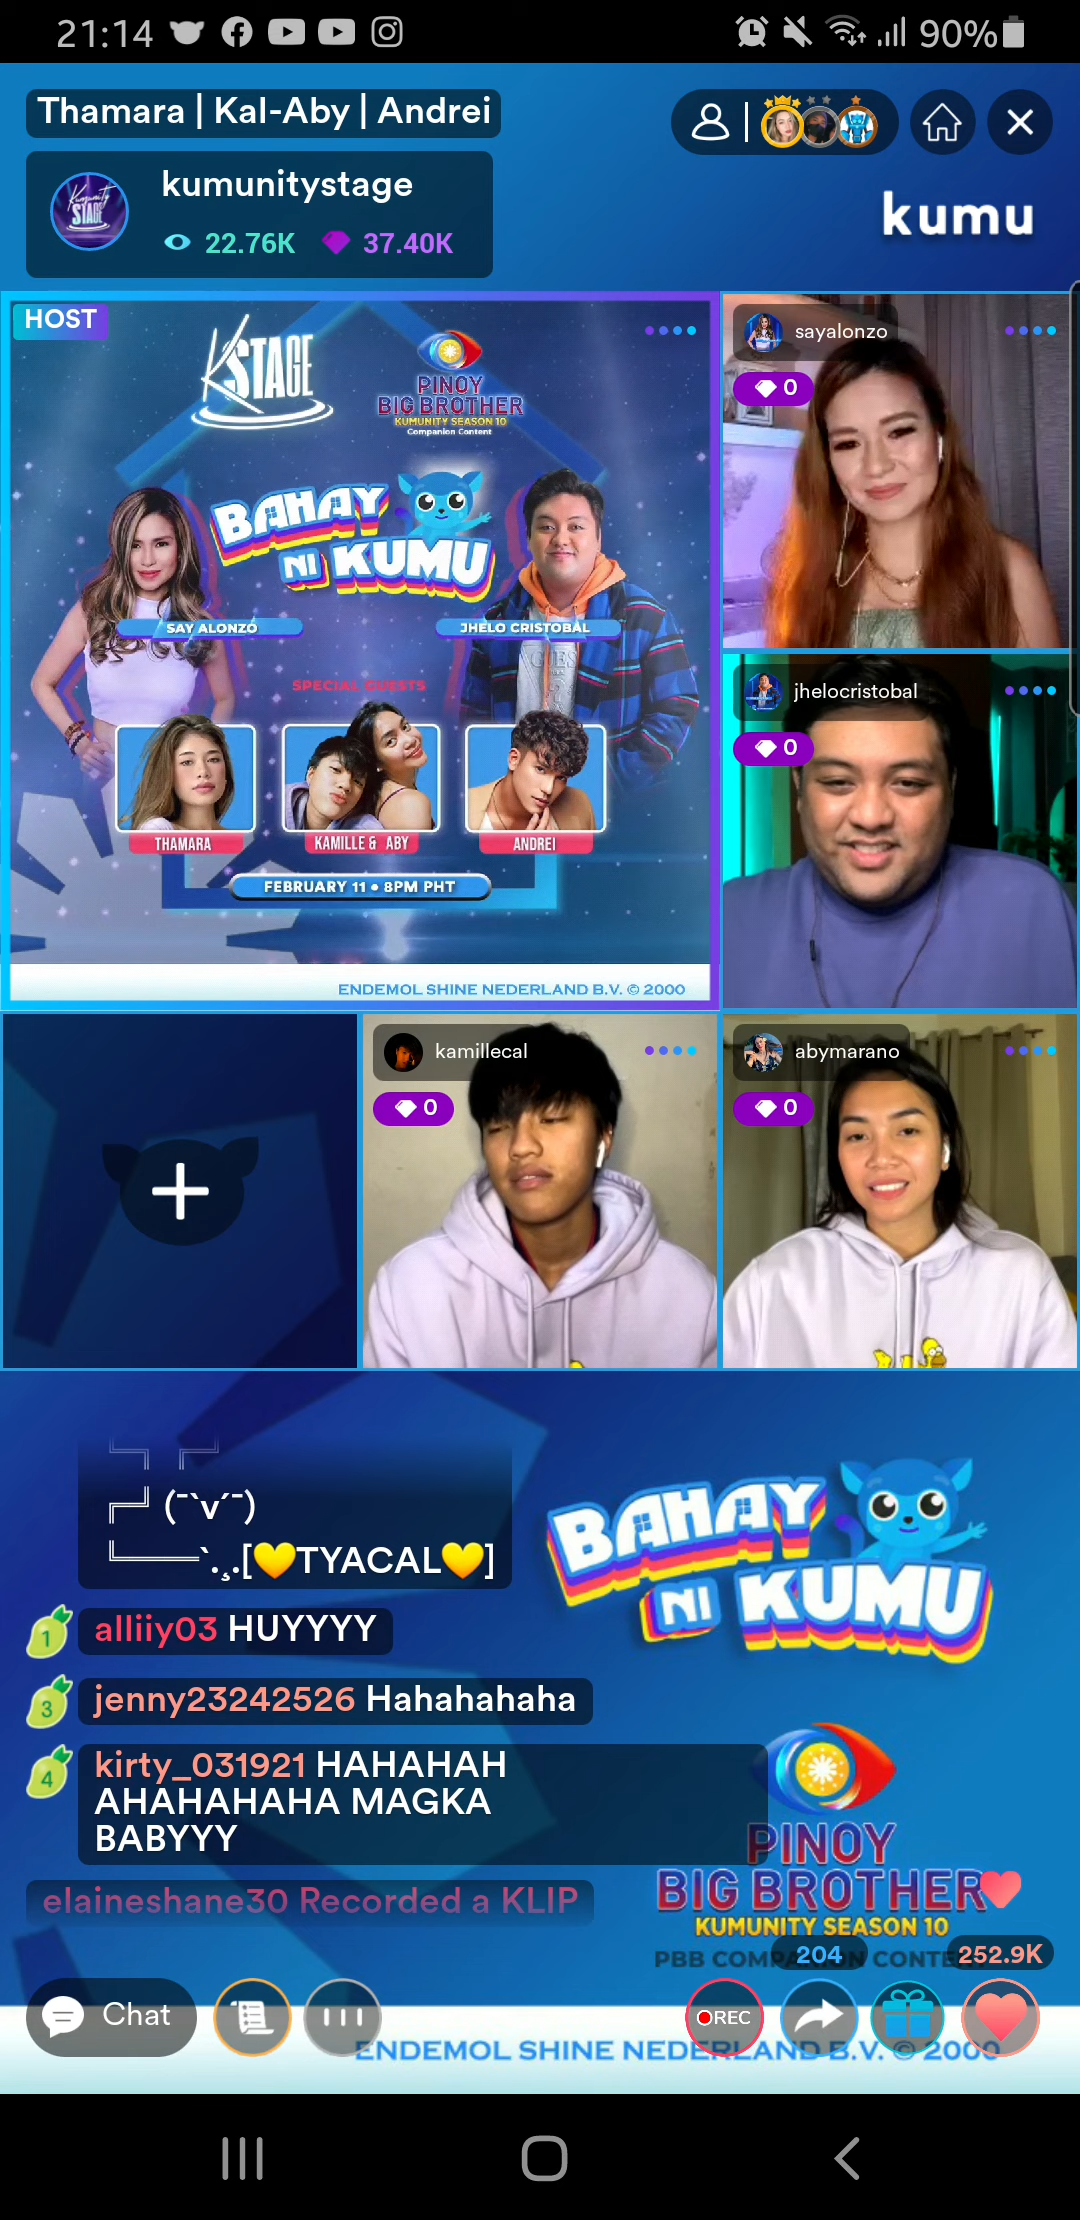 21:14
90%
Thamara | Kal-Aby | Andrei
kumunitystage
22.76K 37.40K
kumu
HOST
KSTAGE
PINOY
BIG BROTHER
KUMUNITY SEASON 10
Companion Content
BAHAY
NI KUMU
SAY ALONZO
JHELO CRISTOBAL
SPECIAL GUESTS
THAMARA
KAMILLE & ABY
ANDREI
FEBRUARY 11 • 8PM PHT
ENDEMOL SHINE NEDERLAND B.V. © 2000
sayalonzo
0
jhelocristobal
0
kamillecal
0
abymarano
0
╔╝ (¯`v´¯)
╚═══`.¸.[💛TYACAL💛]
1 alliiy03 HUYYYY
3 jenny23242526 Hahahahaha
4 kirty_031921 HAHAHAH
AHAHAHAHA MAGKA
BABYYY
elaineshane30 Recorded a KLIP
BAHAY
NI KUMU
PINOY
BIG BROTHER
KUMUNITY SEASON 10
PBB COMPANION CONTENT
204
252.9K
Chat
REC
ENDEMOL SHINE NEDERLAND B.V. © 2000